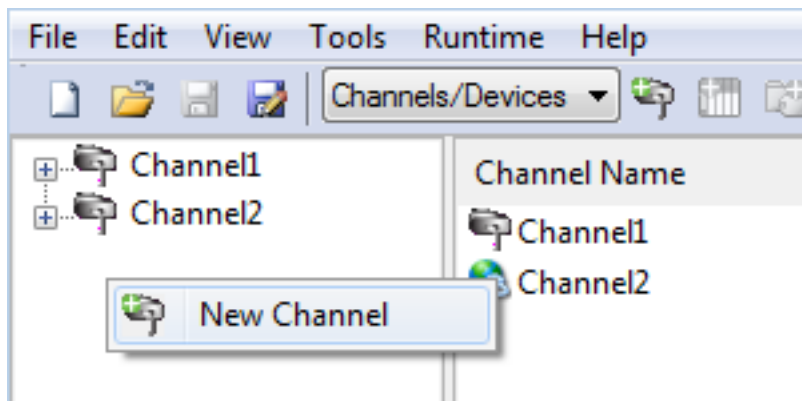 File Edit View Tools Runtime Help
Channels/Devices
Channel1
Channel2
Channel Name
Channel1
Channel2
New Channel